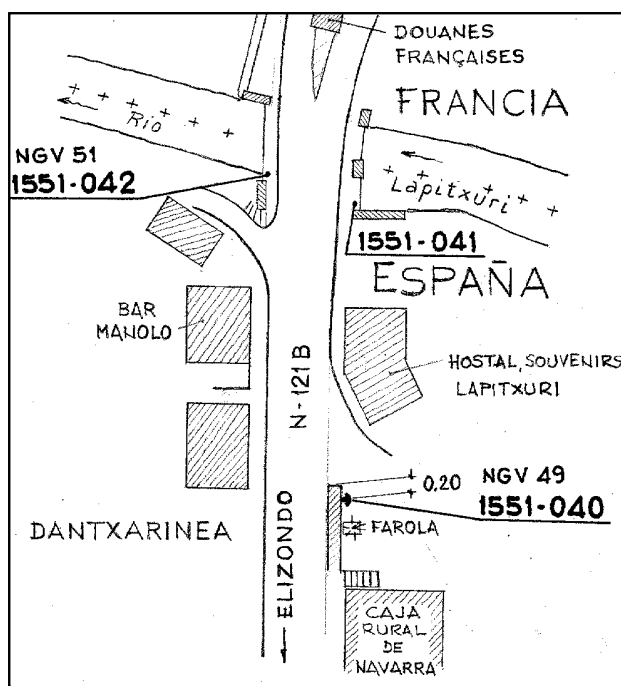 DOUANES
FRANÇAISES
FRANCIA
Rio
NGV 51
1551-042
Lapitxuri
1551-041
ESPAÑA
BAR
MANOLO
N-121 B
HOSTAL, SOUVENIRS
LAPITXURI
0,20
NGV 49
1551-040
DANTXARINEA
FAROLA
ELIZONDO
CAJA
RURAL
DE
NAVARRA